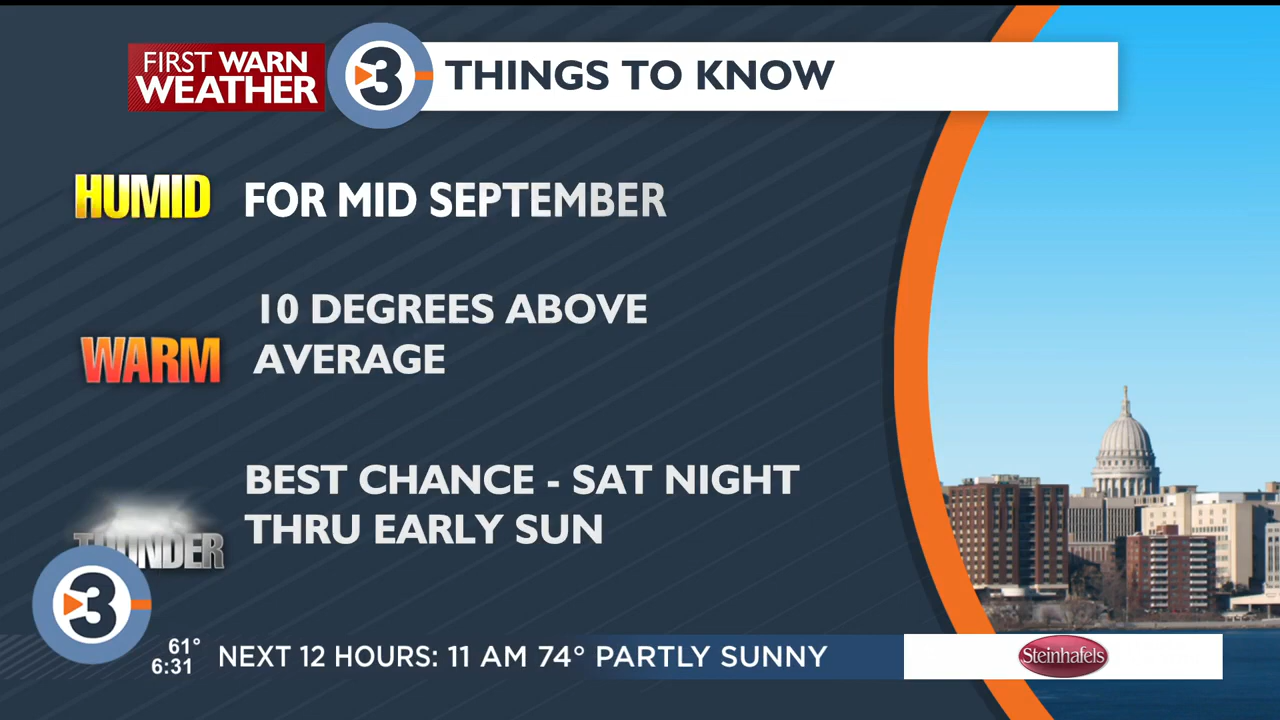 FIRST WARN
WEATHER
3
THINGS TO KNOW
HUMID
FOR MID SEPTEMBER
10 DEGREES ABOVE
AVERAGE
WARM
BEST CHANCE - SAT NIGHT
THRU EARLY SUN
THUNDER
3
61°
6:31
NEXT 12 HOURS: 11 AM 74° PARTLY SUNNY
Steinhafels